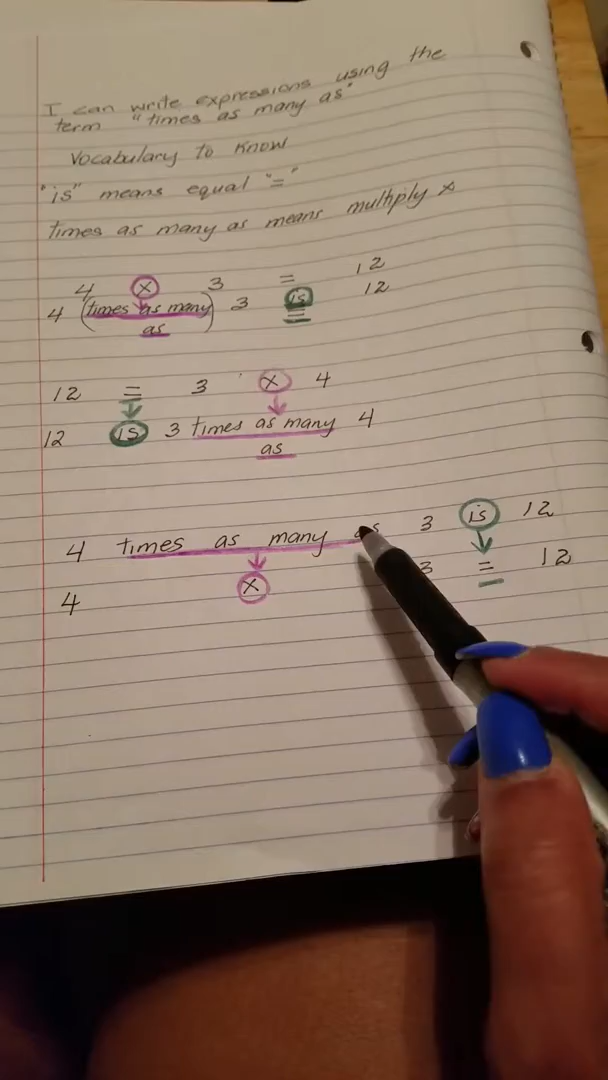 I can write expressions using the
term "times as many as"
Vocabulary to know
"is" means equal "="
times as many as means multiply x
4 x 3 = 12
4 (times as many) 3 is 12
as =
12 = 3 x 4
12 is 3 times as many 4
as
4 times as many as 3 is 12
4 x 3 = 12